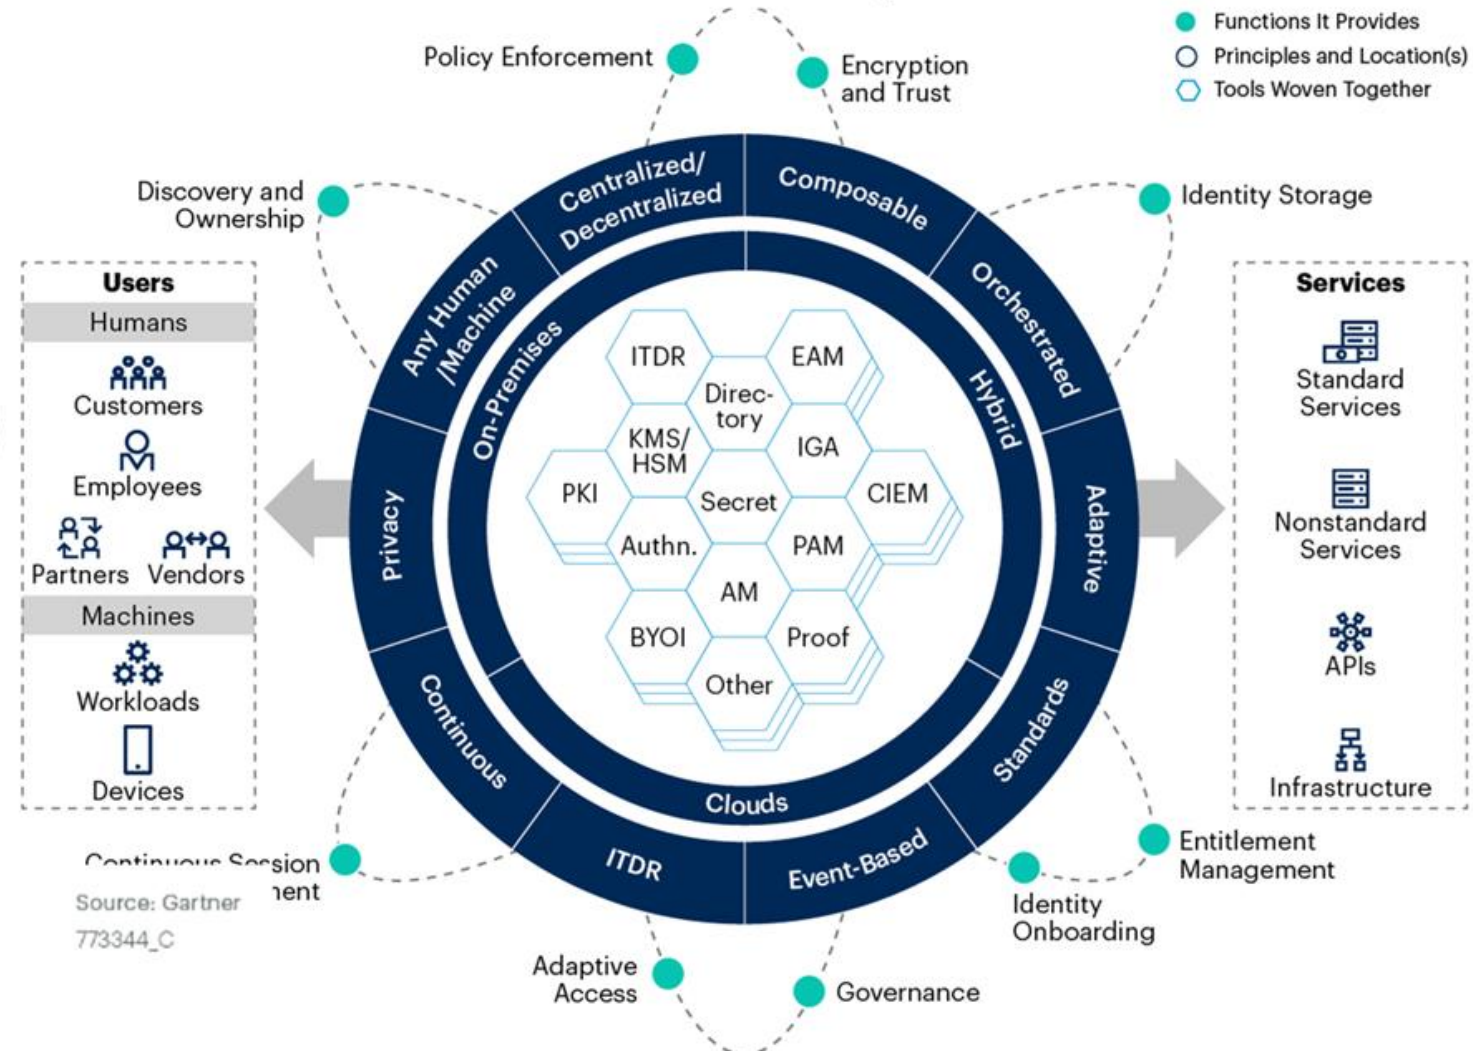 Functions It Provides
Principles and Location(s)
Tools Woven Together
Policy Enforcement
Encryption
and Trust
Discovery and
Ownership
Identity Storage
Centralized/
Decentralized
Composable
Any Human
/Machine
Orchestrated
Privacy
Adaptive
Continuous
Standards
ITDR
Event-Based
On-Premises
Hybrid
Clouds
ITDR
EAM
Direc-
tory
KMS/
HSM
IGA
PKI
Secret
CIEM
Authn.
PAM
AM
BYOI
Proof
Other
Users
Humans
Customers
Employees
Partners
Vendors
Machines
Workloads
Devices
Services
Standard
Services
Nonstandard
Services
APIs
Infrastructure
Continuous Session
Entitlement
Management
Identity
Onboarding
Adaptive
Access
Governance
Source: Gartner
773344_C